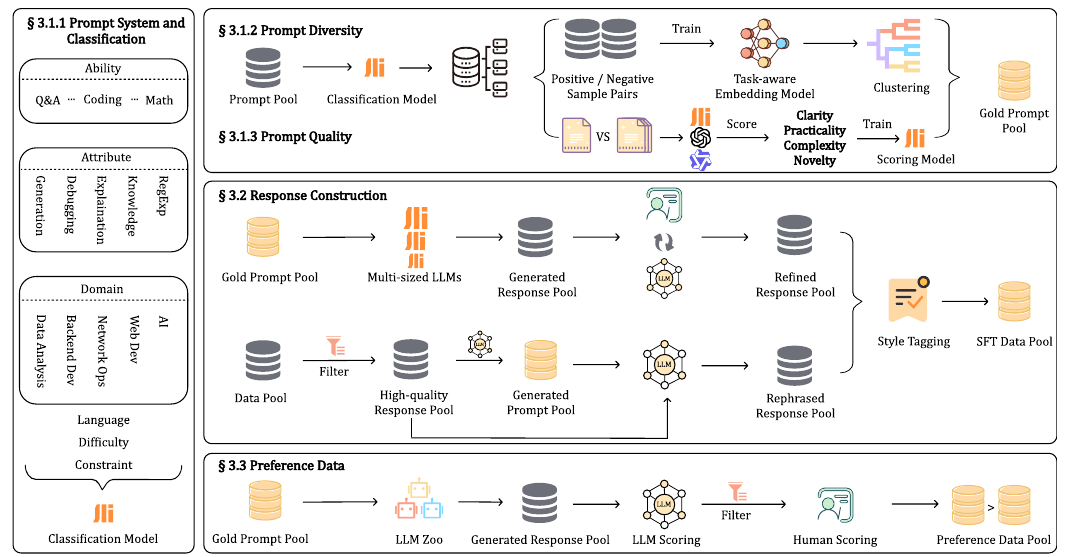 § 3.1.1 Prompt System and
Classification
Ability
Q&A ··· Coding ··· Math
Attribute
Generation
Debugging
Explaination
Knowledge
RegExp
Domain
Data Analysis
Backend Dev
Network Ops
Web Dev
AI
Language
Difficulty
Constraint
Classification Model
§ 3.1.2 Prompt Diversity
Prompt Pool
Classification Model
§ 3.1.3 Prompt Quality
Positive / Negative
Sample Pairs
Train
Task-aware
Embedding Model
Clustering
VS
Score
Clarity
Practicality
Complexity
Novelty
Train
Scoring Model
Gold Prompt
Pool
§ 3.2 Response Construction
Gold Prompt Pool
Multi-sized LLMs
Generated
Response Pool
LLM
Refined
Response Pool
Data Pool
Filter
High-quality
Response Pool
LLM
Generated
Prompt Pool
LLM
Rephrased
Response Pool
Style Tagging
SFT Data Pool
§ 3.3 Preference Data
Gold Prompt Pool
LLM Zoo
Generated Response Pool
LLM
LLM Scoring
Filter
Human Scoring
>
Preference Data Pool